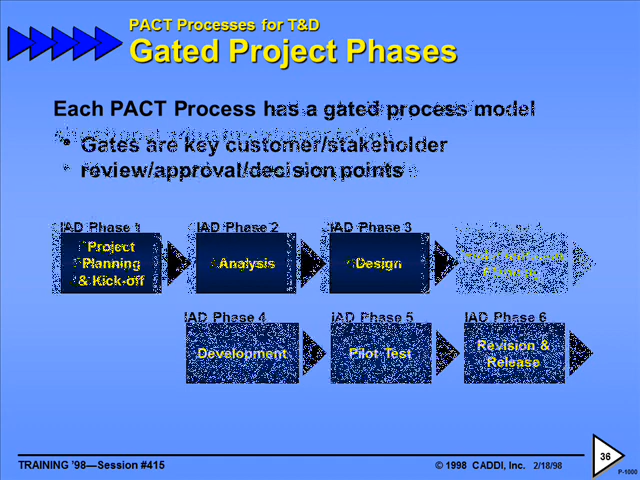 PACT Processes for T&D
Gated Project Phases
Each PACT Process has a gated process model
• Gates are key customer/stakeholder
review/approval/decision points
IAD Phase 1
IAD Phase 2
IAD Phase 3
Project
Planning
& Kick-off
Analysis
Design
IAD Phase 4
IAD Phase 5
IAD Phase 6
Development
Pilot Test
Revision &
Release
TRAINING '98—Session #415
© 1998 CADDI, Inc. 2/18/98
36
P-1000